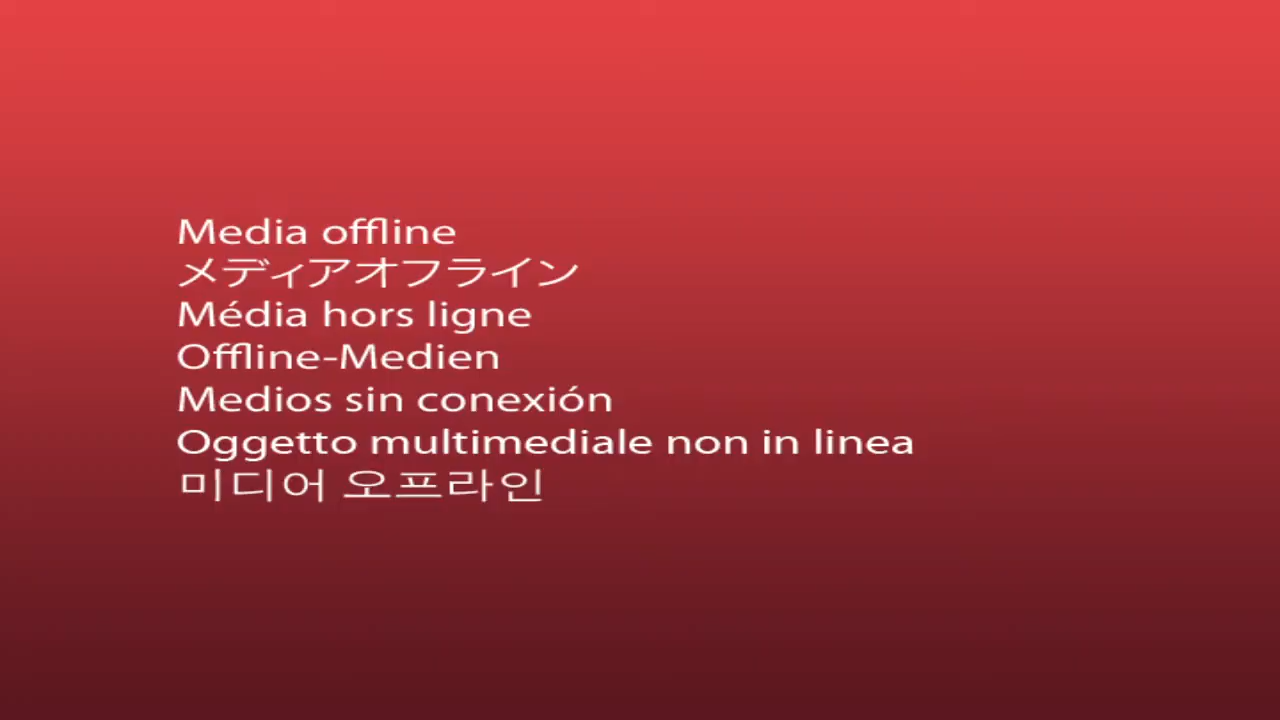 Media offline
メディアオフライン
Média hors ligne
Offline-Medien
Medios sin conexión
Oggetto multimediale non in linea
미디어 오프라인